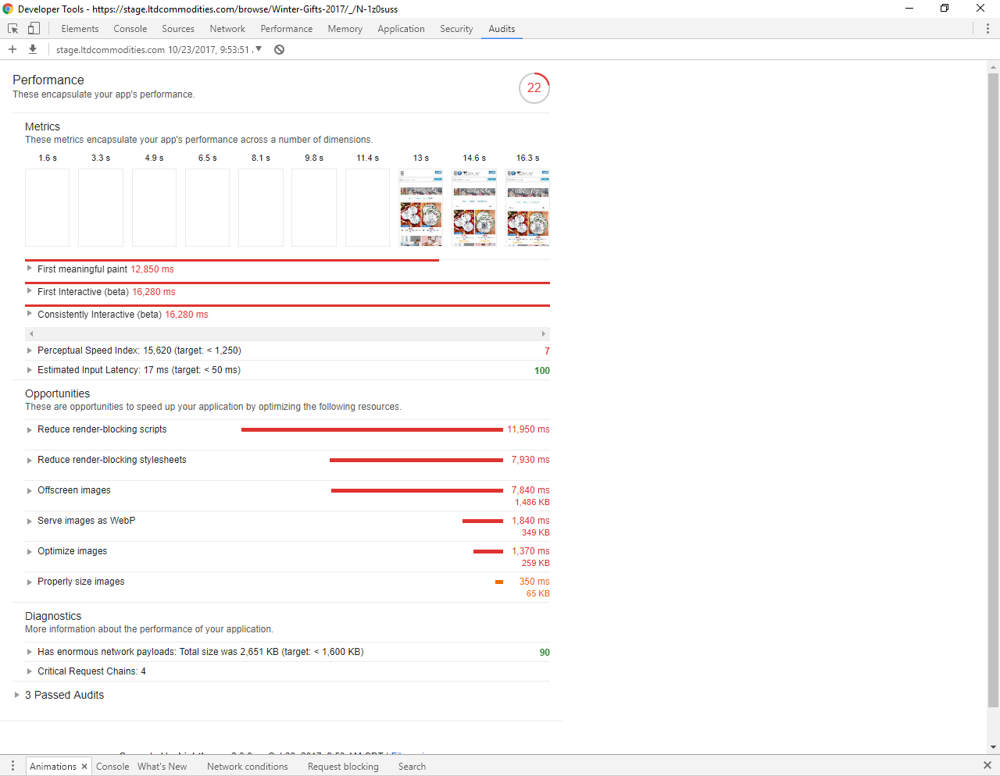 Developer Tools - https://stage.ltdcommodities.com/browse/Winter-Gifts-2017/_/N-1z0suss
Elements Console Sources Network Performance Memory Application Security Audits
stage.ltdcommodities.com 10/23/2017, 9:53:51
Performance
These encapsulate your app's performance.
22
Metrics
These metrics encapsulate your app's performance across a number of dimensions.
1.6 s 3.3 s 4.9 s 6.5 s 8.1 s 9.8 s 11.4 s 13 s 14.6 s 16.3 s
First meaningful paint 12,850 ms
First Interactive (beta) 16,280 ms
Consistently Interactive (beta) 16,280 ms
Perceptual Speed Index: 15,620 (target: < 1,250) 7
Estimated Input Latency: 17 ms (target: < 50 ms) 100
Opportunities
These are opportunities to speed up your application by optimizing the following resources.
Reduce render-blocking scripts 11,950 ms
Reduce render-blocking stylesheets 7,930 ms
Offscreen images 7,840 ms
1,486 KB
Serve images as WebP 1,840 ms
349 KB
Optimize images 1,370 ms
259 KB
Properly size images 350 ms
65 KB
Diagnostics
More information about the performance of your application.
Has enormous network payloads: Total size was 2,651 KB (target: < 1,600 KB) 90
Critical Request Chains: 4
3 Passed Audits
Animations Console What's New Network conditions Request blocking Search